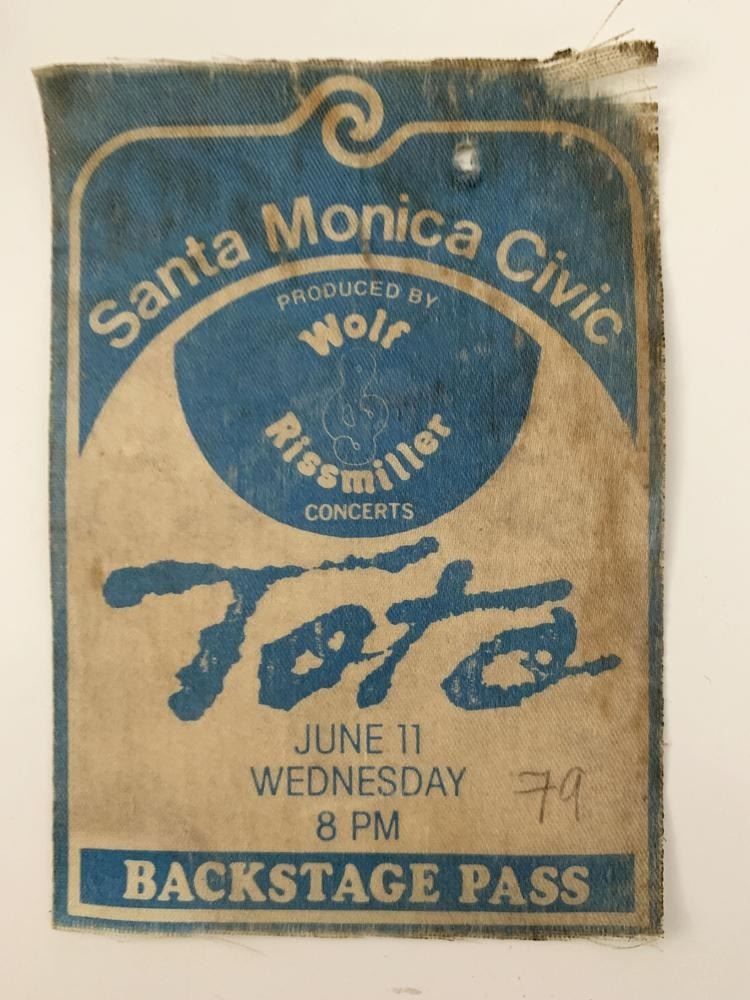 Santa Monica Civic
PRODUCED BY
Wolf
Rissmiller
CONCERTS
Toto
JUNE 11
WEDNESDAY
79
8 PM
BACKSTAGE PASS